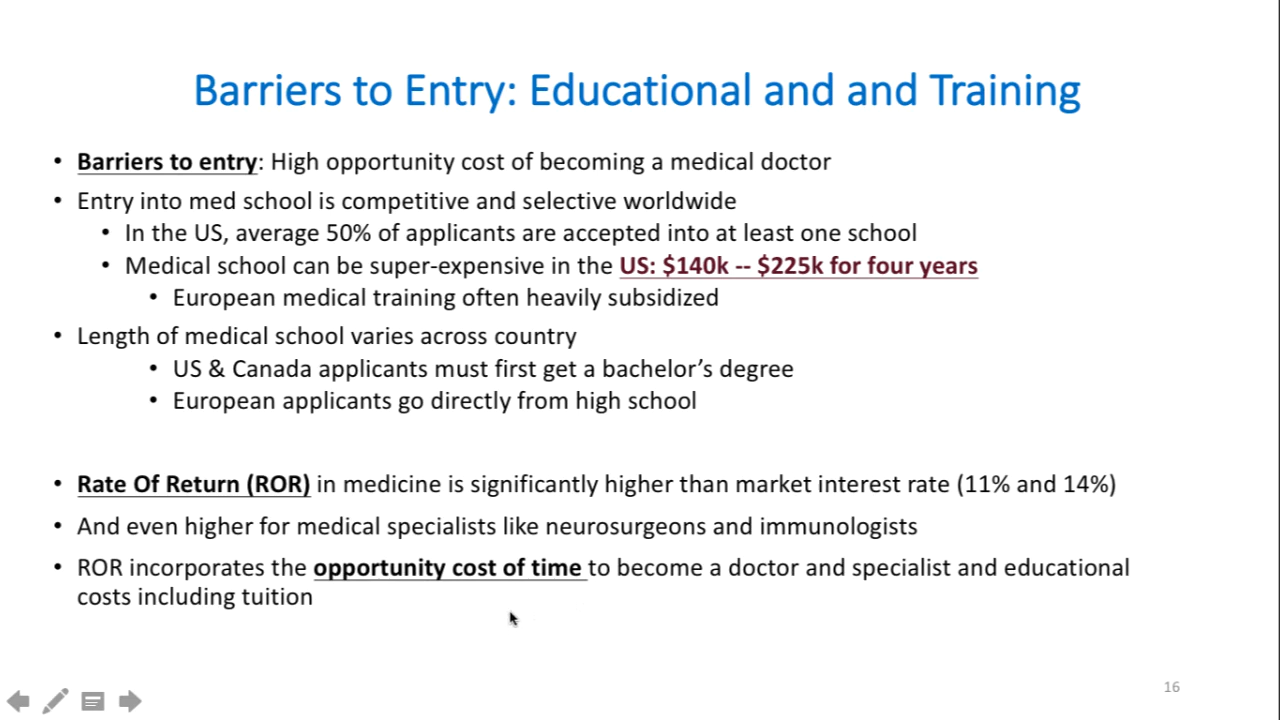 Barriers to Entry: Educational and and Training
• Barriers to entry: High opportunity cost of becoming a medical doctor
• Entry into med school is competitive and selective worldwide
• In the US, average 50% of applicants are accepted into at least one school
• Medical school can be super-expensive in the US: $140k -- $225k for four years
• European medical training often heavily subsidized
• Length of medical school varies across country
• US & Canada applicants must first get a bachelor’s degree
• European applicants go directly from high school
• Rate Of Return (ROR) in medicine is significantly higher than market interest rate (11% and 14%)
• And even higher for medical specialists like neurosurgeons and immunologists
• ROR incorporates the opportunity cost of time to become a doctor and specialist and educational
costs including tuition
16